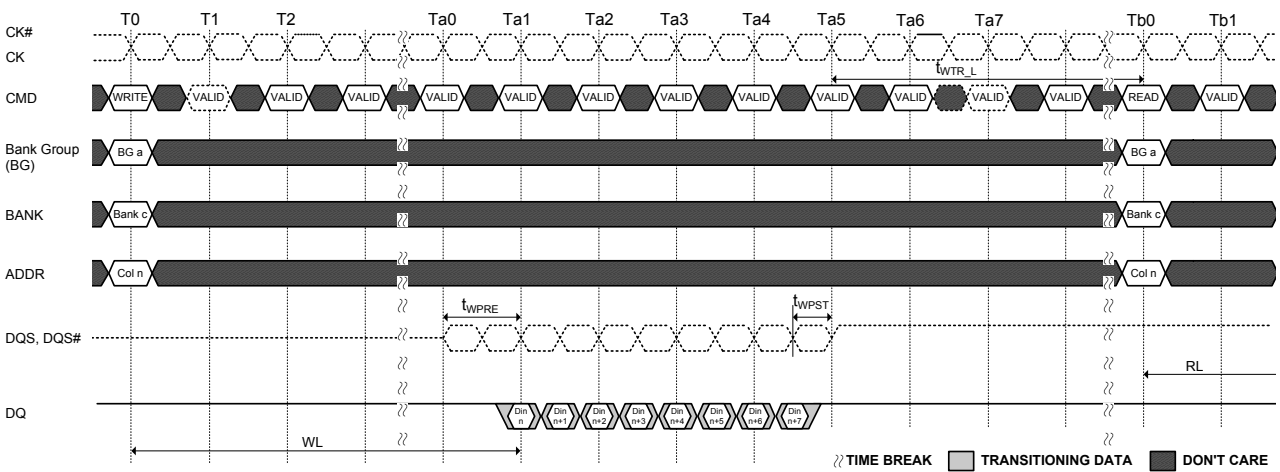 T0 T1 T2 Ta0 Ta1 Ta2 Ta3 Ta4 Ta5 Ta6 Ta7 Tb0 Tb1
CK#
CK
tWTR_L
CMD WRITE VALID VALID VALID VALID VALID VALID VALID VALID VALID VALID VALID VALID READ VALID
Bank Group
(BG) BG a BG a
BANK Bank c Bank c
ADDR Col n Col n
tWPRE tWPST
DQS, DQS#
RL
DQ Din n Din n+1 Din n+2 Din n+3 Din n+4 Din n+5 Din n+6 Din n+7
WL
TIME BREAK TRANSITIONING DATA DON'T CARE